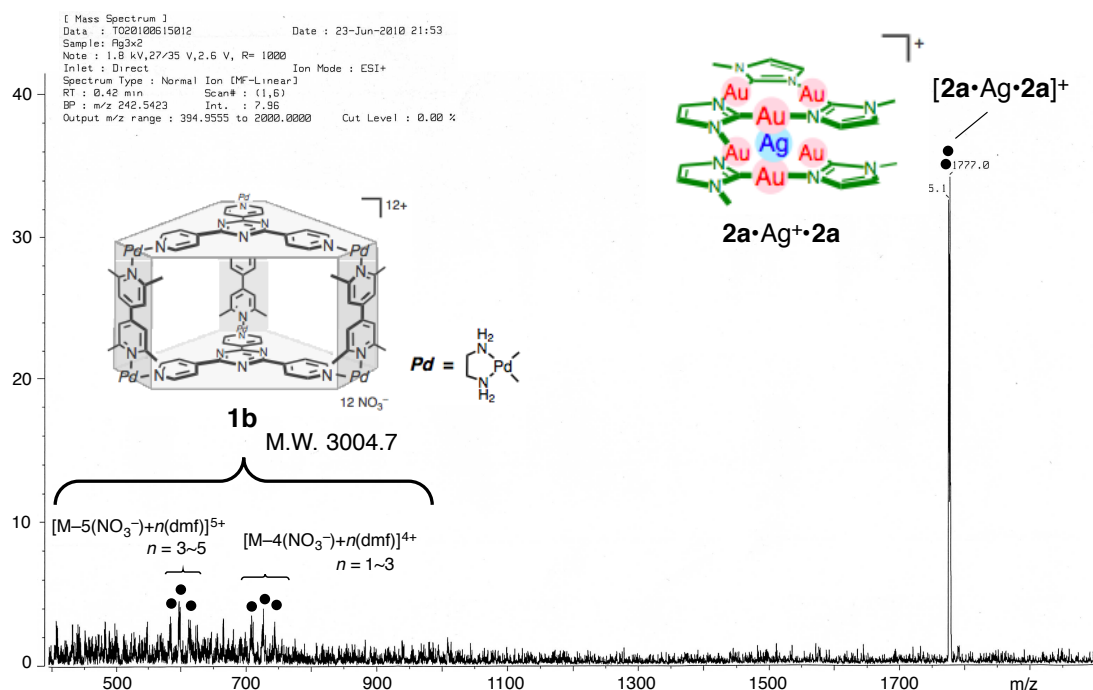 [ Mass Spectrum ]
Data : TO20100615012 Date : 23-Jun-2010 21:53
Sample: Ag3x2
Note : 1.8 kV,27/35 V,2.6 V, R= 1000
Inlet : Direct Ion Mode : ESI+
Spectrum Type : Normal Ion [MF-Linear]
RT : 0.42 min Scan# : (1,6)
BP : m/z 242.5423 Int. : 7.96
Output m/z range : 394.9555 to 2000.0000 Cut Level : 0.00 %
40
30
20
10
0
500
700
900
1100
1300
1500
1700
m/z
+
N
N
Au
Au
N
Au
N
N
Ag
Au
Au
N
Au
N
N
2a•Ag⁺•2a
[2a•Ag•2a]⁺
1777.0
5.1
12+
Pd
N
N
N
N
Pd
N
N
Pd
N
N
N
N
N
N
Pd
N
N
N
N
Pd
N
N
Pd
12 NO₃⁻
1b
M.W. 3004.7
Pd =
H₂
N
Pd
N
H₂
[M–5(NO₃⁻)+n(dmf)]⁵⁺
n = 3~5
[M–4(NO₃⁻)+n(dmf)]⁴⁺
n = 1~3